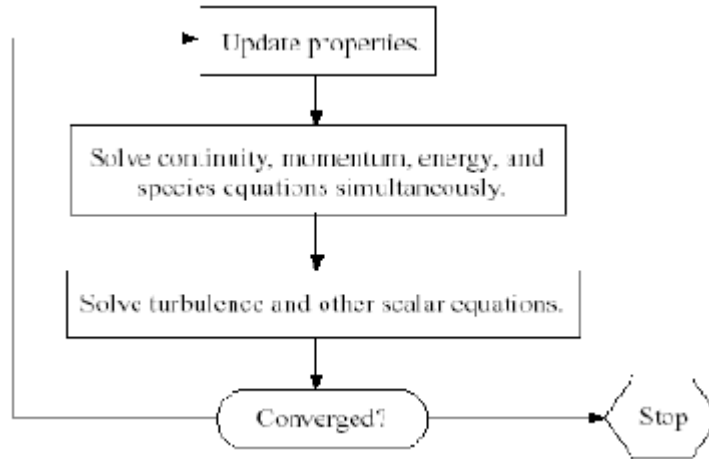 Update properties.
Solve continuity, momentum, energy, and
species equations simultaneously.
Solve turbulence and other scalar equations.
Converged?
Stop